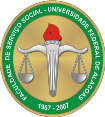 FACULDADE DE SERVIÇO SOCIAL - UNIVERSIDADE FEDERAL DE ALAGOAS
1957 - 2007